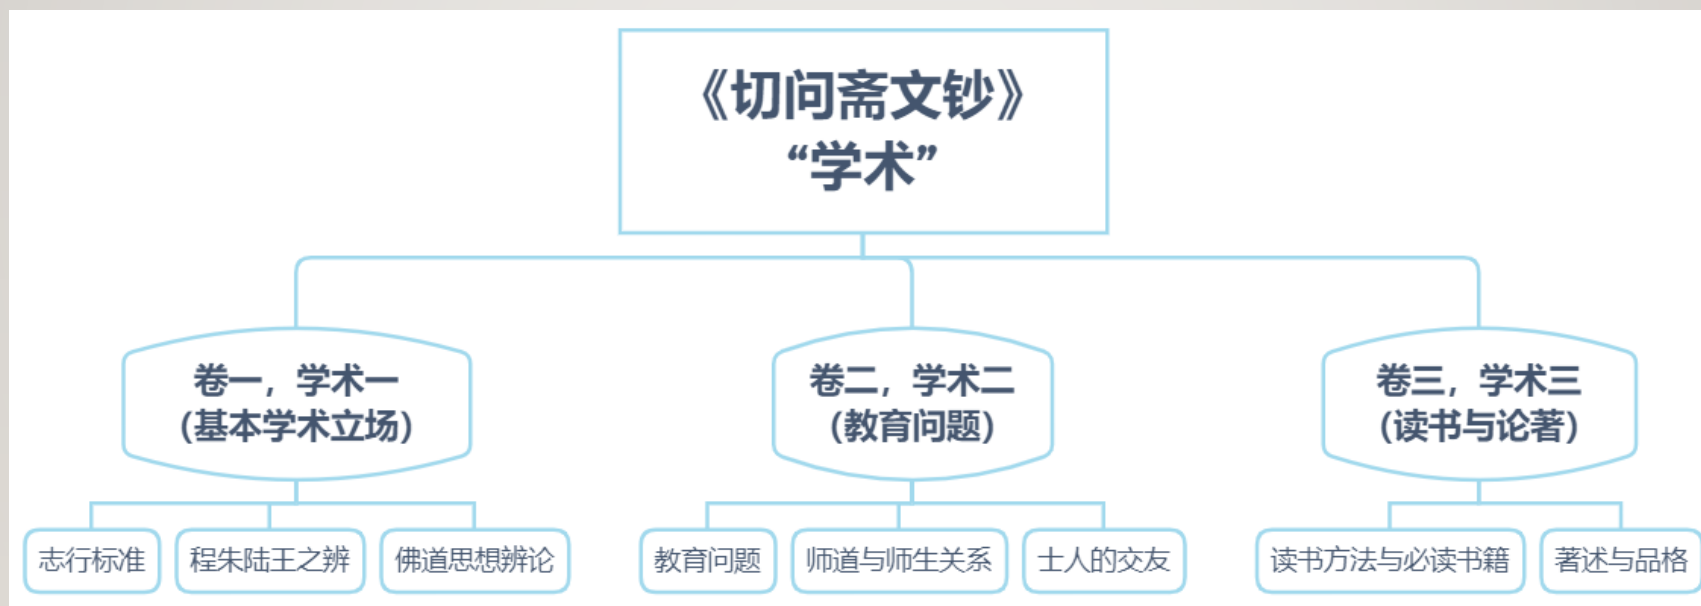 《切问斋文钞》
“学术”
卷一，学术一
（基本学术立场）
卷二，学术二
（教育问题）
卷三，学术三
（读书与论著）
志行标准
程朱陆王之辨
佛道思想辨论
教育问题
师道与师生关系
士人的交友
读书方法与必读书籍
著述与品格